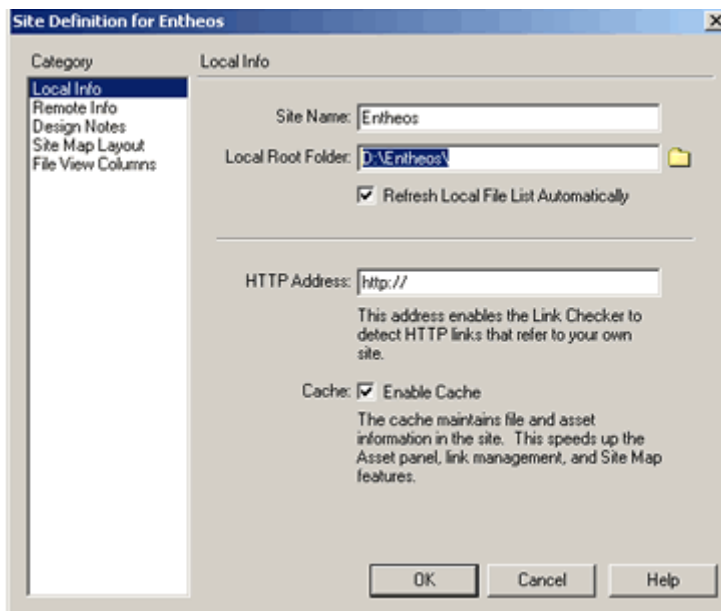 Site Definition for Entheos
Category
Local Info
Remote Info
Design Notes
Site Map Layout
File View Columns
Local Info
Site Name: Entheos
Local Root Folder: D:\Entheos\
Refresh Local File List Automatically
HTTP Address: http://
This address enables the Link Checker to
detect HTTP links that refer to your own
site.
Cache: Enable Cache
The cache maintains file and asset
information in the site. This speeds up the
Asset panel, link management, and Site Map
features.
OK Cancel Help